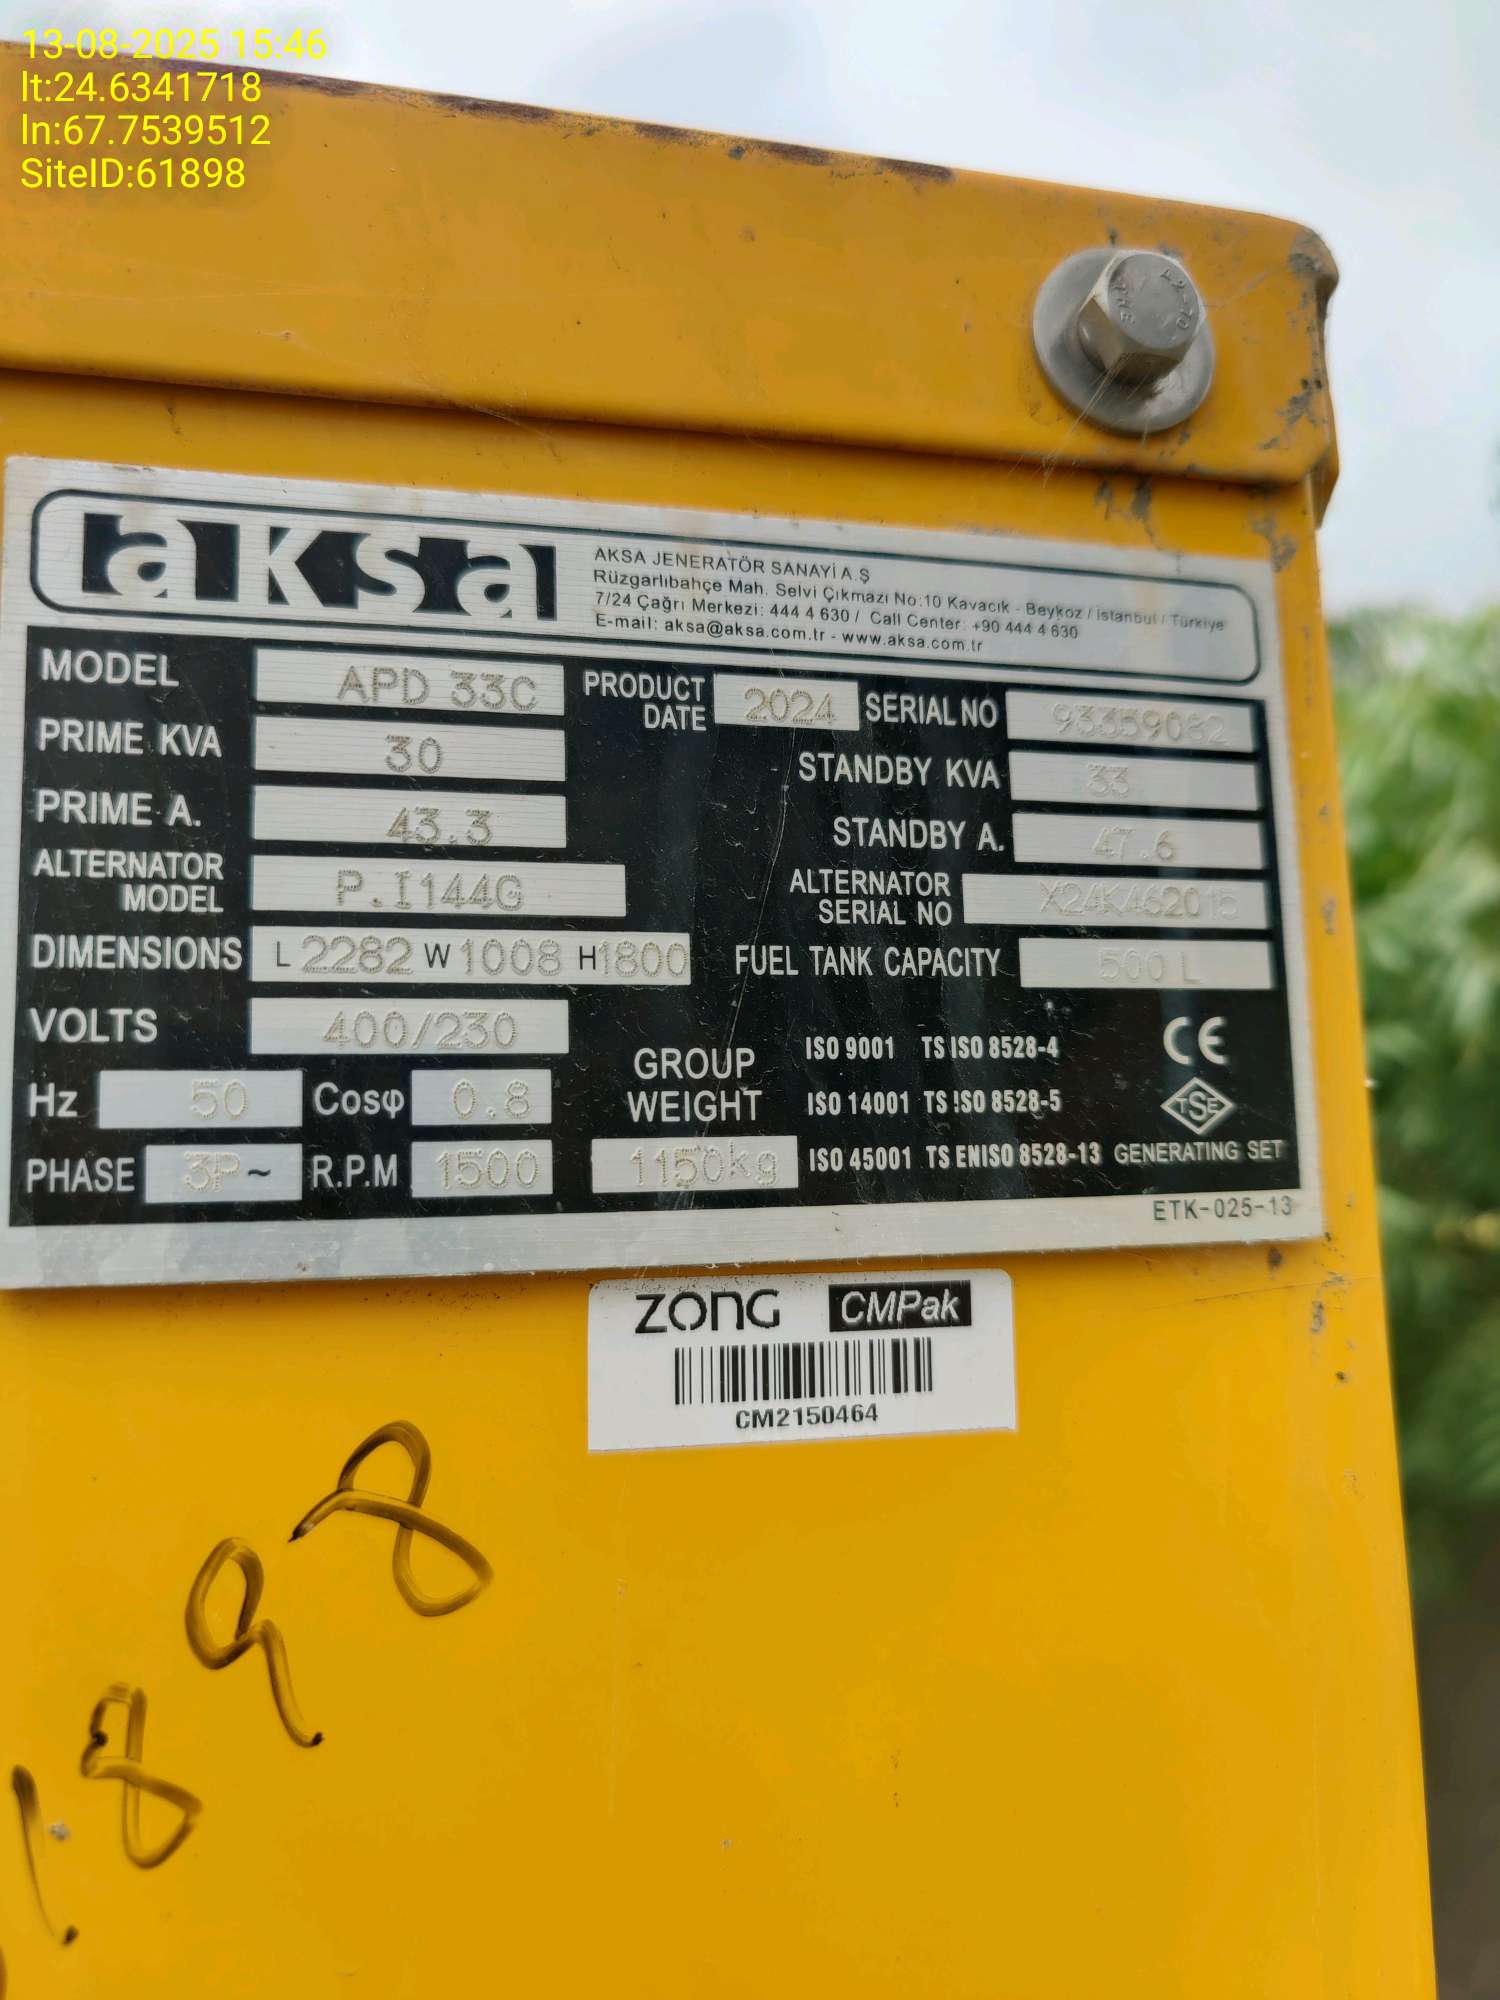 13-08-2025 15:46
lt:24.6341718
ln:67.7539512
SiteID:61898
aksa
AKSA JENERATÖR SANAYİ A.Ş
Rüzgarlıbahçe Mah. Selvi Çıkmazı No:10 Kavacık - Beykoz / İstanbul / Türkiye
7/24 Çağrı Merkezi: 444 4 630 / Call Center: +90 444 4 630
E-mail: aksa@aksa.com.tr - www.aksa.com.tr
MODEL APD 33C PRODUCT DATE 2024 SERIAL NO 93359082
PRIME KVA 30 STANDBY KVA 33
PRIME A. 43.3 STANDBY A. 47.6
ALTERNATOR MODEL P.I144G ALTERNATOR SERIAL NO
DIMENSIONS L 2282 W 1008 H 1800 FUEL TANK CAPACITY 500 L
VOLTS 400/230
Hz 50 Cosφ 0.8 GROUP WEIGHT
PHASE 3P~ R.P.M 1500 1150kg
ISO 9001 TS ISO 8528-4 CE
ISO 14001 TS ISO 8528-5 TSE
ISO 45001 TS EN ISO 8528-13 GENERATING SET
ETK-025-13
ZONG CMPak
CM2150464
1898